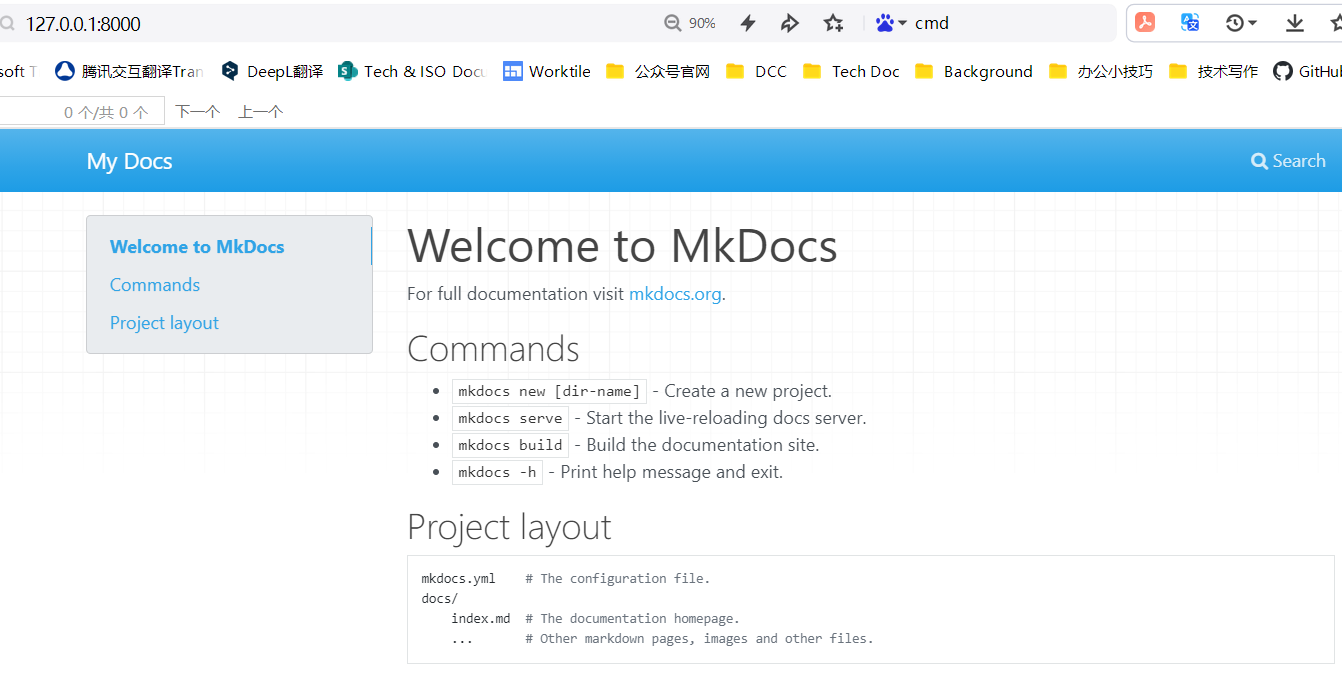 127.0.0.1:8000 90% cmd
soft T 腾讯交互翻译Tran DeepL翻译 Tech & ISO Docu Worktile 公众号官网 DCC Tech Doc Background 办公小技巧 技术写作 GitHub
0 个/共 0 个 下一个 上一个
My Docs Search
Welcome to MkDocs
Commands
Project layout
Welcome to MkDocs
For full documentation visit mkdocs.org.
Commands
mkdocs new [dir-name] - Create a new project.
mkdocs serve - Start the live-reloading docs server.
mkdocs build - Build the documentation site.
mkdocs -h - Print help message and exit.
Project layout
mkdocs.yml # The configuration file.
docs/
index.md # The documentation homepage.
... # Other markdown pages, images and other files.